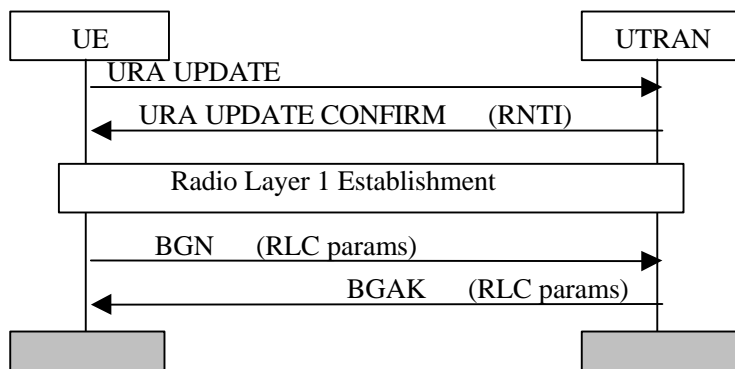 UE UTRAN
URA UPDATE
URA UPDATE CONFIRM (RNTI)
Radio Layer 1 Establishment
BGN (RLC params)
BGAK (RLC params)